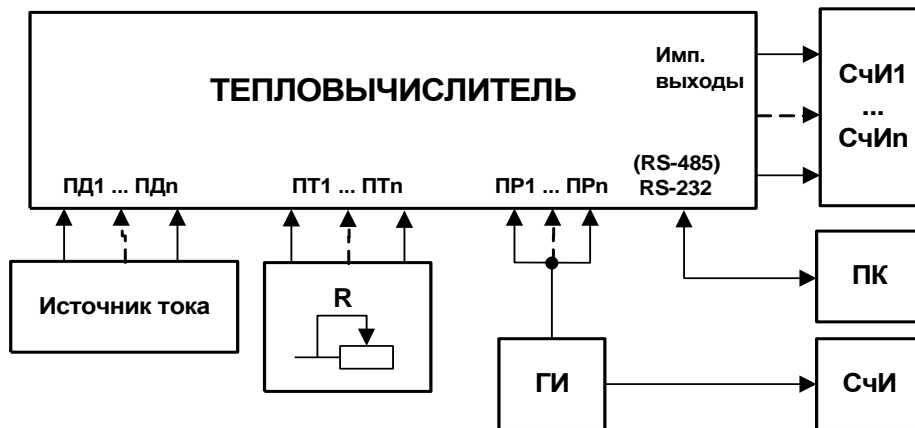 Имп.
выходы
ТЕПЛОВЫЧИСЛИТЕЛЬ
СчИ1
...
СчИn
(RS-485)
RS-232
ПД1 ... ПДn
ПТ1 ... ПТn
ПР1 ... ПРn
Источник тока
R
ПК
ГИ
СчИ